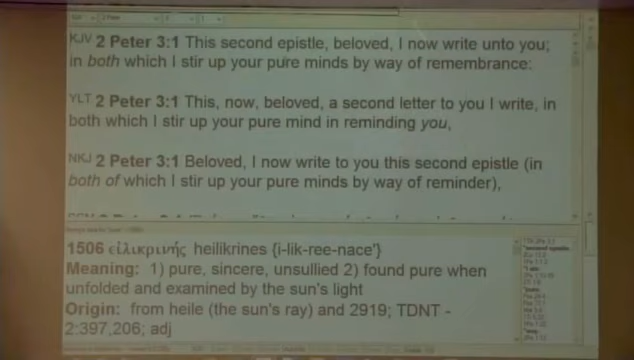 KJV 2 Peter 3:1 This second epistle, beloved, I now write unto you;
in both which I stir up your pure minds by way of remembrance:
YLT 2 Peter 3:1 This, now, beloved, a second letter to you I write, in
both which I stir up your pure mind in reminding you,
NKJ 2 Peter 3:1 Beloved, I now write to you this second epistle (in
both of which I stir up your pure minds by way of reminder),
1506 εἰλικρινής heilikrines {i-lik-ree-nace'}
Meaning: 1) pure, sincere, unsullied 2) found pure when
unfolded and examined by the sun's light
Origin: from heile (the sun's ray) and 2919; TDNT -
2:397,206; adj